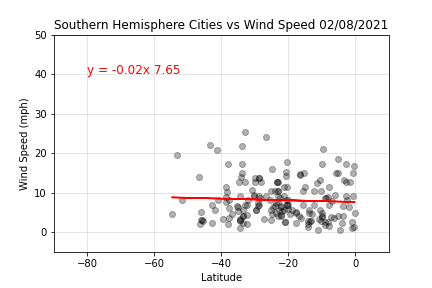 Southern Hemisphere Cities vs Wind Speed 02/08/2021
50
y = -0.02x 7.65
40
30
20
10
0
Wind Speed (mph)
−80 −60 −40 −20 0
Latitude